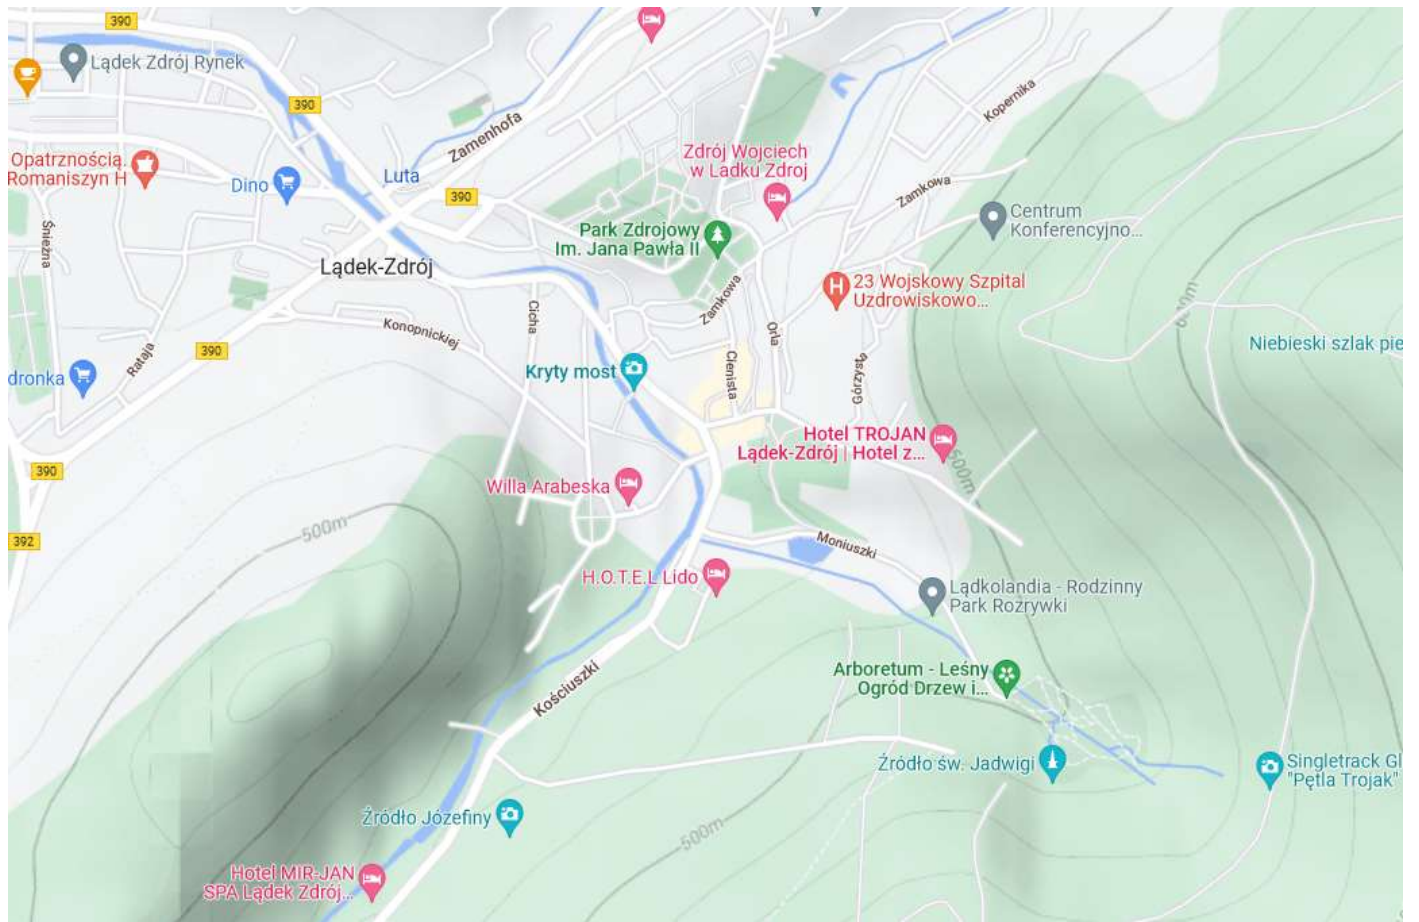 390
Lądek Zdrój Rynek
390
Zamenhofa
Kopernika
Opatrznością.
Romaniszyn H
Dino
Luta
390
Zdrój Wojciech
w Ladku Zdroj
Zamkowa
Centrum
Konferencyjno...
Śnieżna
Park Zdrojowy
Im. Jana Pawła II
Lądek-Zdrój
Zamkowa
23 Wojskowy Szpital
Uzdrowiskowo...
600m
Cicha
Konopnickiej
Orla
Niebieski szlak pie
390
Rataja
dronka
Kryty most
Cienista
Górzysta
Hotel TROJAN
Lądek-Zdrój | Hotel z...
390
500m
Willa Arabeska
500m
392
Moniuszki
H.O.T.E.L Lido
Lądkolandia - Rodzinny
Park Rozrywki
Kościuszki
Arboretum - Leśny
Ogród Drzew i...
Źródło św. Jadwigi
Singletrack Gl
"Pętla Trojak"
Źródło Józefiny
500m
Hotel MIR-JAN
SPA Lądek Zdrój...